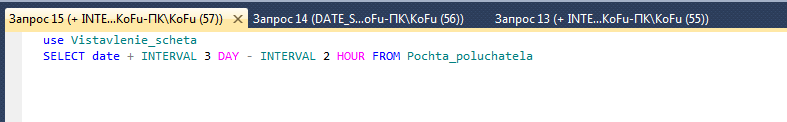 Запрос 15 (+ INTE...KoFu-ПК\KoFu (57)) × Запрос 14 (DATE_S...oFu-ПК\KoFu (56)) Запрос 13 (+ INTE...KoFu-ПК\KoFu (55))
use Vistavlenie_scheta
SELECT date + INTERVAL 3 DAY - INTERVAL 2 HOUR FROM Pochta_poluchatela